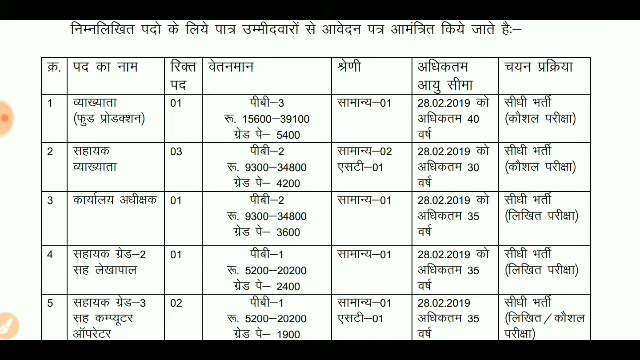 निम्नलिखित पदो के लिये पात्र उम्मीदवारों से आवेदन पत्र आमंत्रित किये जाते है:–
क्र. पद का नाम रिक्त पद वेतनमान श्रेणी अधिकतम आयु सीमा चयन प्रक्रिया
1 व्याख्याता (फुड प्रोडक्शन) 01 पीबी–3 रू. 15600–39100 ग्रेड पे– 5400 सामान्य–01 28.02.2019 को अधिकतम 40 वर्ष सीधी भर्ती (कौशल परीक्षा)
2 सहायक व्याख्याता 03 पीबी–2 रू. 9300–34800 ग्रेड पे– 4200 सामान्य–02 एसटी–01 28.02.2019 को अधिकतम 30 वर्ष सीधी भर्ती (कौशल परीक्षा)
3 कार्यालय अधीक्षक 01 पीबी–2 रू. 9300–34800 ग्रेड पे– 3600 सामान्य–01 28.02.2019 को अधिकतम 35 वर्ष सीधी भर्ती (लिखित परीक्षा)
4 सहायक ग्रेड–2 सह लेखापाल 01 पीबी–1 रू. 5200–20200 ग्रेड पे– 2400 सामान्य–01 28.02.2019 को अधिकतम 35 वर्ष सीधी भर्ती (लिखित परीक्षा)
5 सहायक ग्रेड–3 सह कम्प्यूटर ऑपरेटर 02 पीबी–1 रू. 5200–20200 ग्रेड पे– 1900 सामान्य–01 एसटी–01 28.02.2019 अधिकतम 35 वर्ष सीधी भर्ती (लिखित/कौशल परीक्षा)